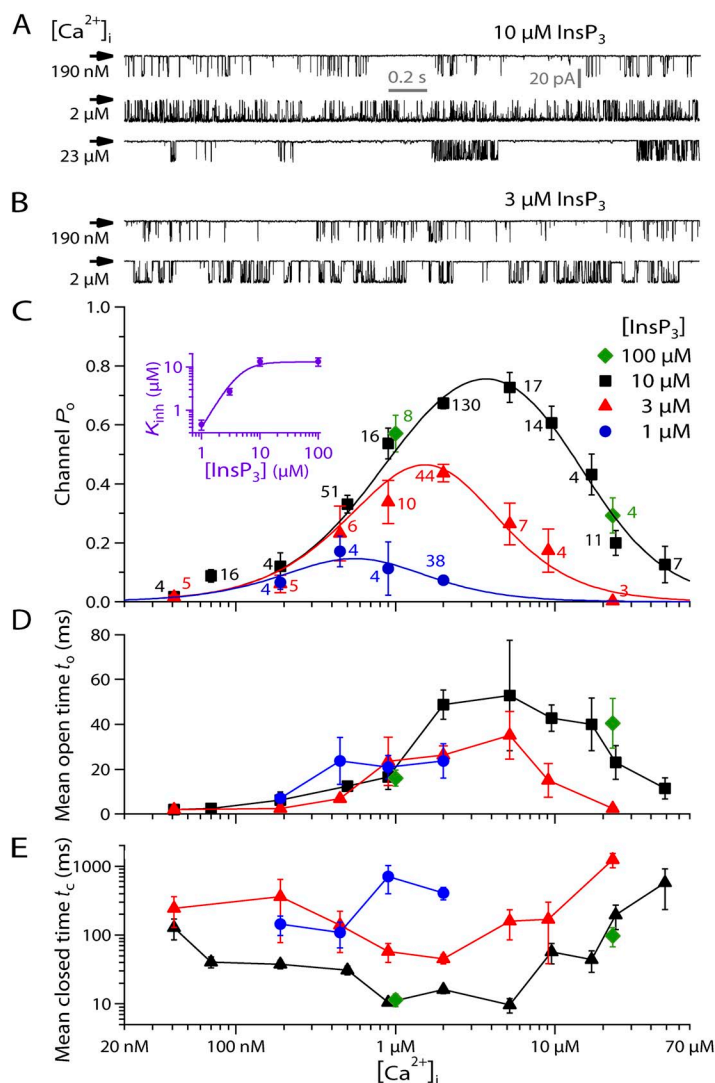 A
[Ca2+]i
10 µM InsP3
190 nM
0.2 s
20 pA
2 µM
23 µM
B
3 µM InsP3
190 nM
2 µM
C
1.0
0.8
0.6
0.4
0.2
0.0
Channel Po
Kinh (µM)
10
1
1 10 100
[InsP3] (µM)
[InsP3]
100 µM
10 µM
3 µM
1 µM
8
17
16
130
14
51
10
44
4
4
6
7
11
16
4
4
4
4
38
7
4 5
4 5
3
D
80
60
40
20
0
Mean open time to (ms)
E
1000
100
10
Mean closed time tc (ms)
20 nM 100 nM 1 µM 10 µM 70 µM
[Ca2+]i